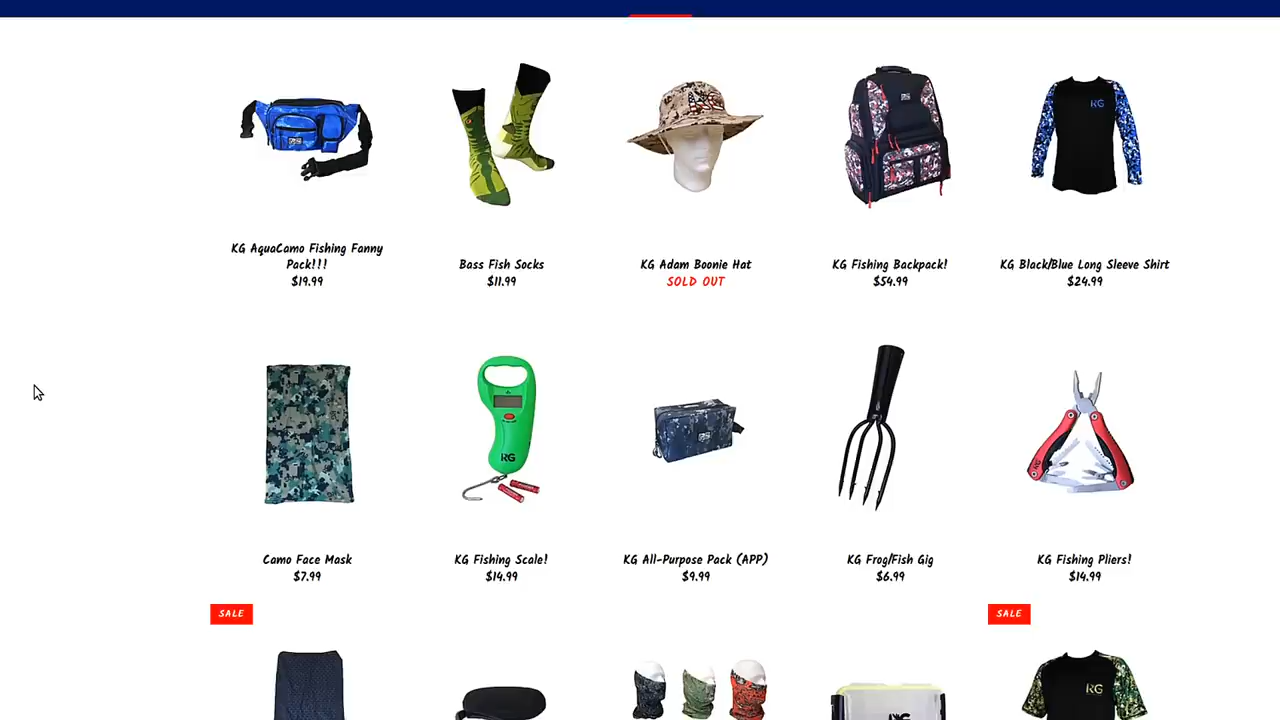 KG AquaCamo Fishing Fanny
Pack!!!
$19.99
Bass Fish Socks
$11.99
KG Adam Boonie Hat
SOLD OUT
KG Fishing Backpack!
$54.99
KG Black/Blue Long Sleeve Shirt
$24.99
Camo Face Mask
$7.99
KG Fishing Scale!
$14.99
KG All-Purpose Pack (APP)
$9.99
KG Frog/Fish Gig
$6.99
KG Fishing Pliers!
$14.99
SALE
SALE